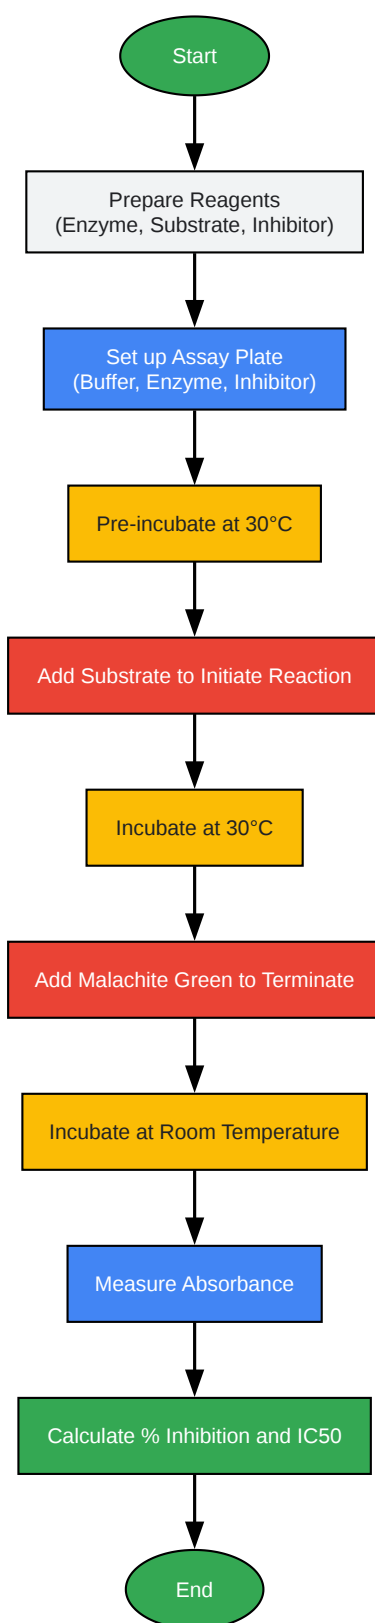 Start
Prepare Reagents
(Enzyme, Substrate, Inhibitor)
Set up Assay Plate
(Buffer, Enzyme, Inhibitor)
Pre-incubate at 30°C
Add Substrate to Initiate Reaction
Incubate at 30°C
Add Malachite Green to Terminate
Incubate at Room Temperature
Measure Absorbance
Calculate % Inhibition and IC50
End